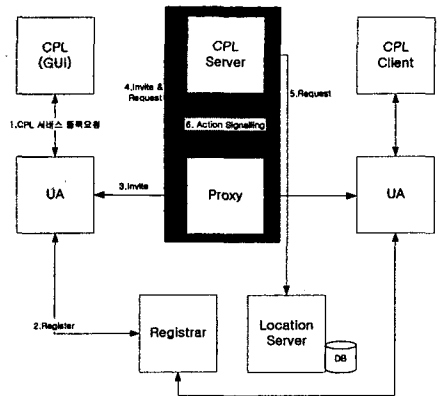 CPL
(GUI)
CPL
Server
CPL
Client
4.Invite &
Request
5.Request
1.CPL 서비스 등록요청
6. Action Signalling
UA
3.Invite
Proxy
UA
2.Register
Registrar
Location
Server
DB